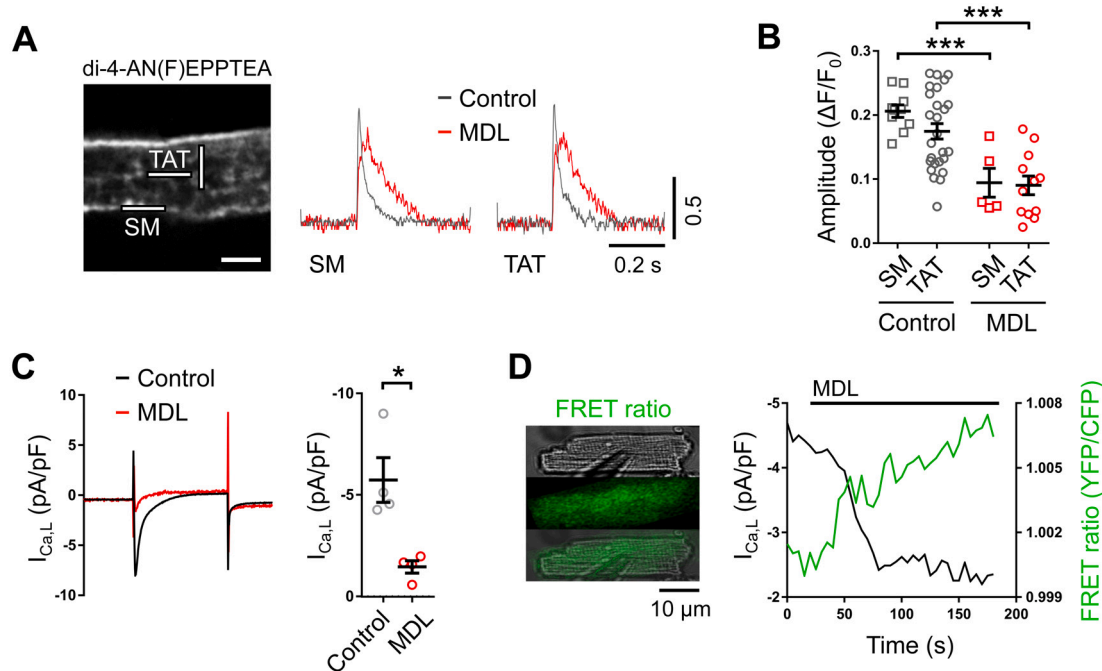 A
di-4-AN(F)EPPTEA
TAT
SM
Control
MDL
SM
TAT
0.5
0.2 s
B
***
***
Amplitude (ΔF/F0)
0.3
0.2
0.1
0.0
SM
TAT
SM
TAT
Control
MDL
C
Control
MDL
ICa,L (pA/pF)
10
5
0
-5
-10
*
ICa,L (pA/pF)
-10
-5
0
Control
MDL
D
FRET ratio
10 µm
MDL
ICa,L (pA/pF)
-5
-4
-3
-2
0
50
100
150
200
Time (s)
1.008
1.005
1.002
0.999
FRET ratio (YFP/CFP)